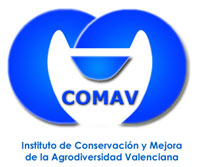 COMAV
Instituto de Conservación y Mejora
de la Agrodiversidad Valenciana